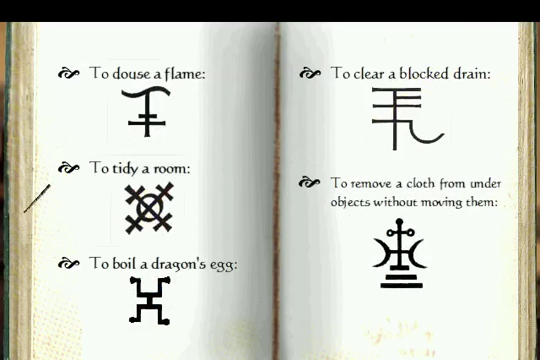 To douse a flame:
To tidy a room:
To boil a dragon's egg:
To clear a blocked drain:
To remove a cloth from under
objects without moving them: